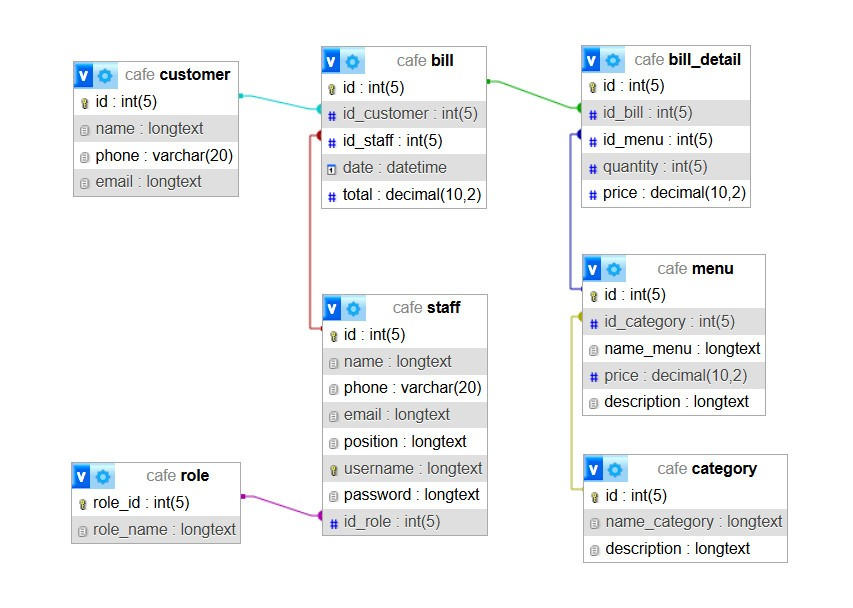 v cafe customer
id : int(5)
name : longtext
phone : varchar(20)
email : longtext
v cafe bill
id : int(5)
# id_customer : int(5)
# id_staff : int(5)
1 date : datetime
# total : decimal(10,2)
v cafe bill_detail
id : int(5)
# id_bill : int(5)
# id_menu : int(5)
# quantity : int(5)
# price : decimal(10,2)
v cafe menu
id : int(5)
# id_category : int(5)
name_menu : longtext
# price : decimal(10,2)
description : longtext
v cafe staff
id : int(5)
name : longtext
phone : varchar(20)
email : longtext
position : longtext
username : longtext
password : longtext
# id_role : int(5)
v cafe role
role_id : int(5)
role_name : longtext
v cafe category
id : int(5)
name_category : longtext
description : longtext